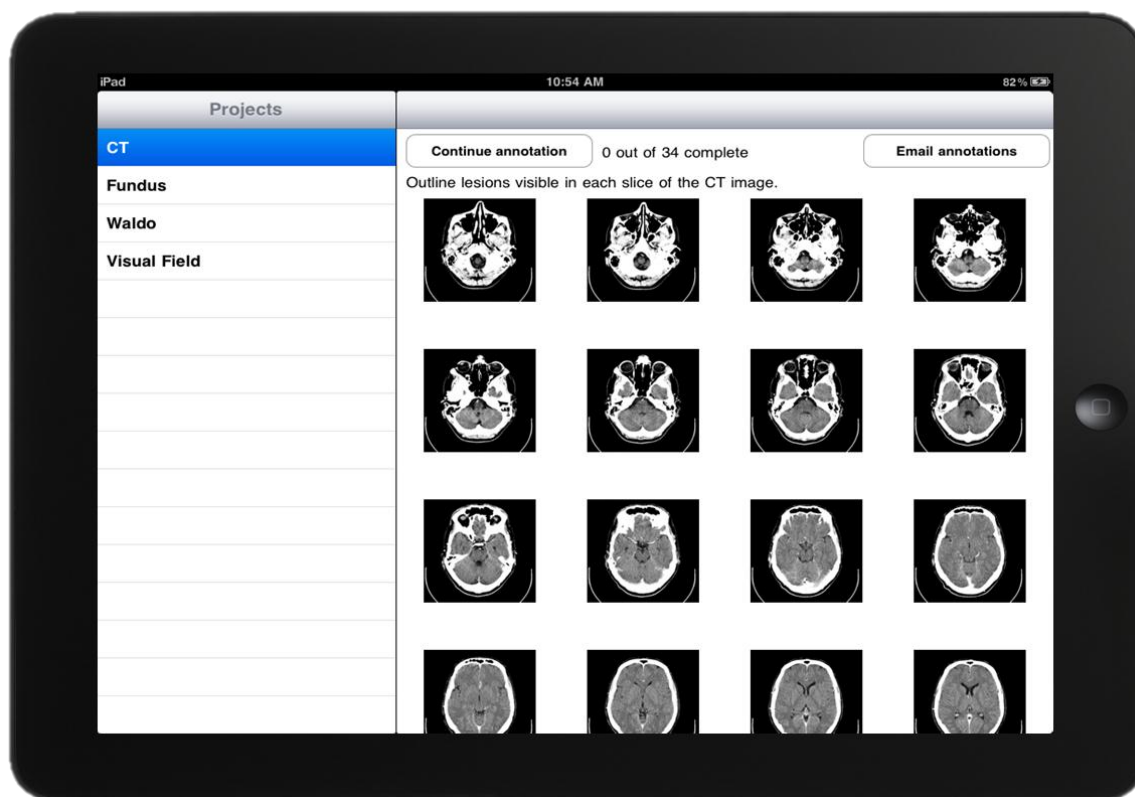 iPad
10:54 AM
82%
Projects
CT
Fundus
Waldo
Visual Field
Continue annotation
0 out of 34 complete
Email annotations
Outline lesions visible in each slice of the CT image.